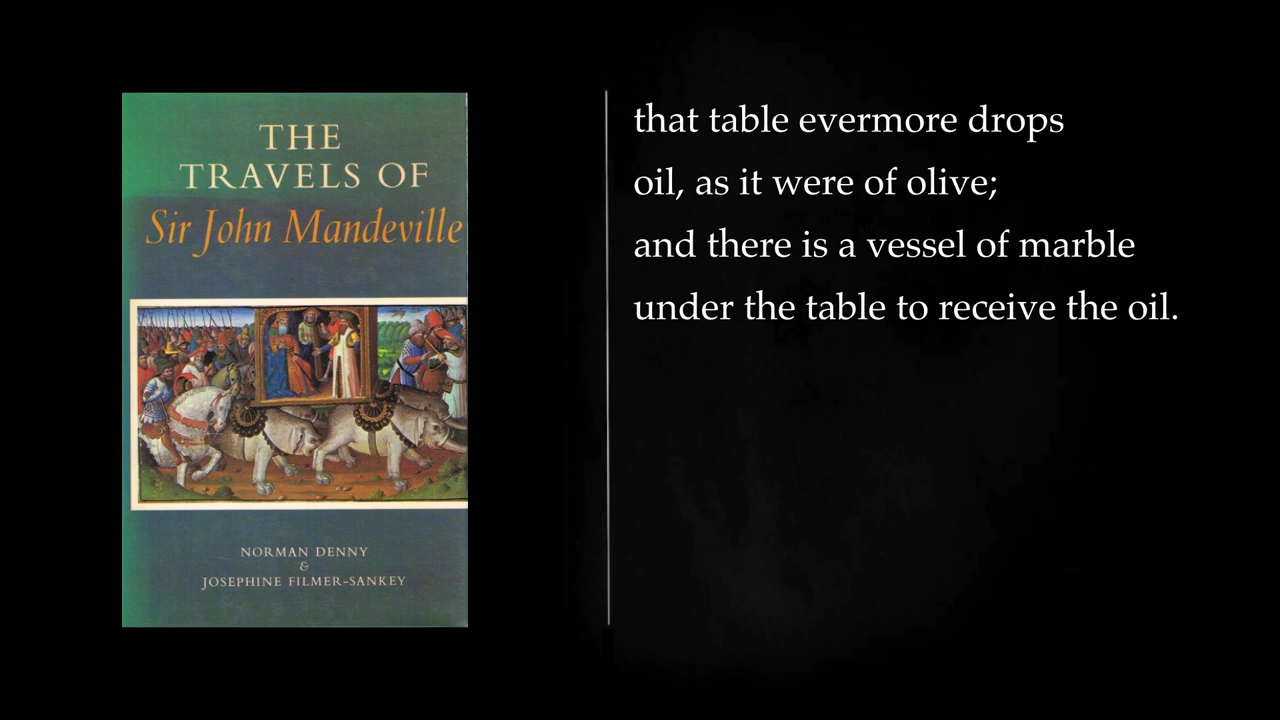 THE
TRAVELS OF
Sir John Mandeville
NORMAN DENNY
&
JOSEPHINE FILMER-SANKEY
that table evermore drops
oil, as it were of olive;
and there is a vessel of marble
under the table to receive the oil.